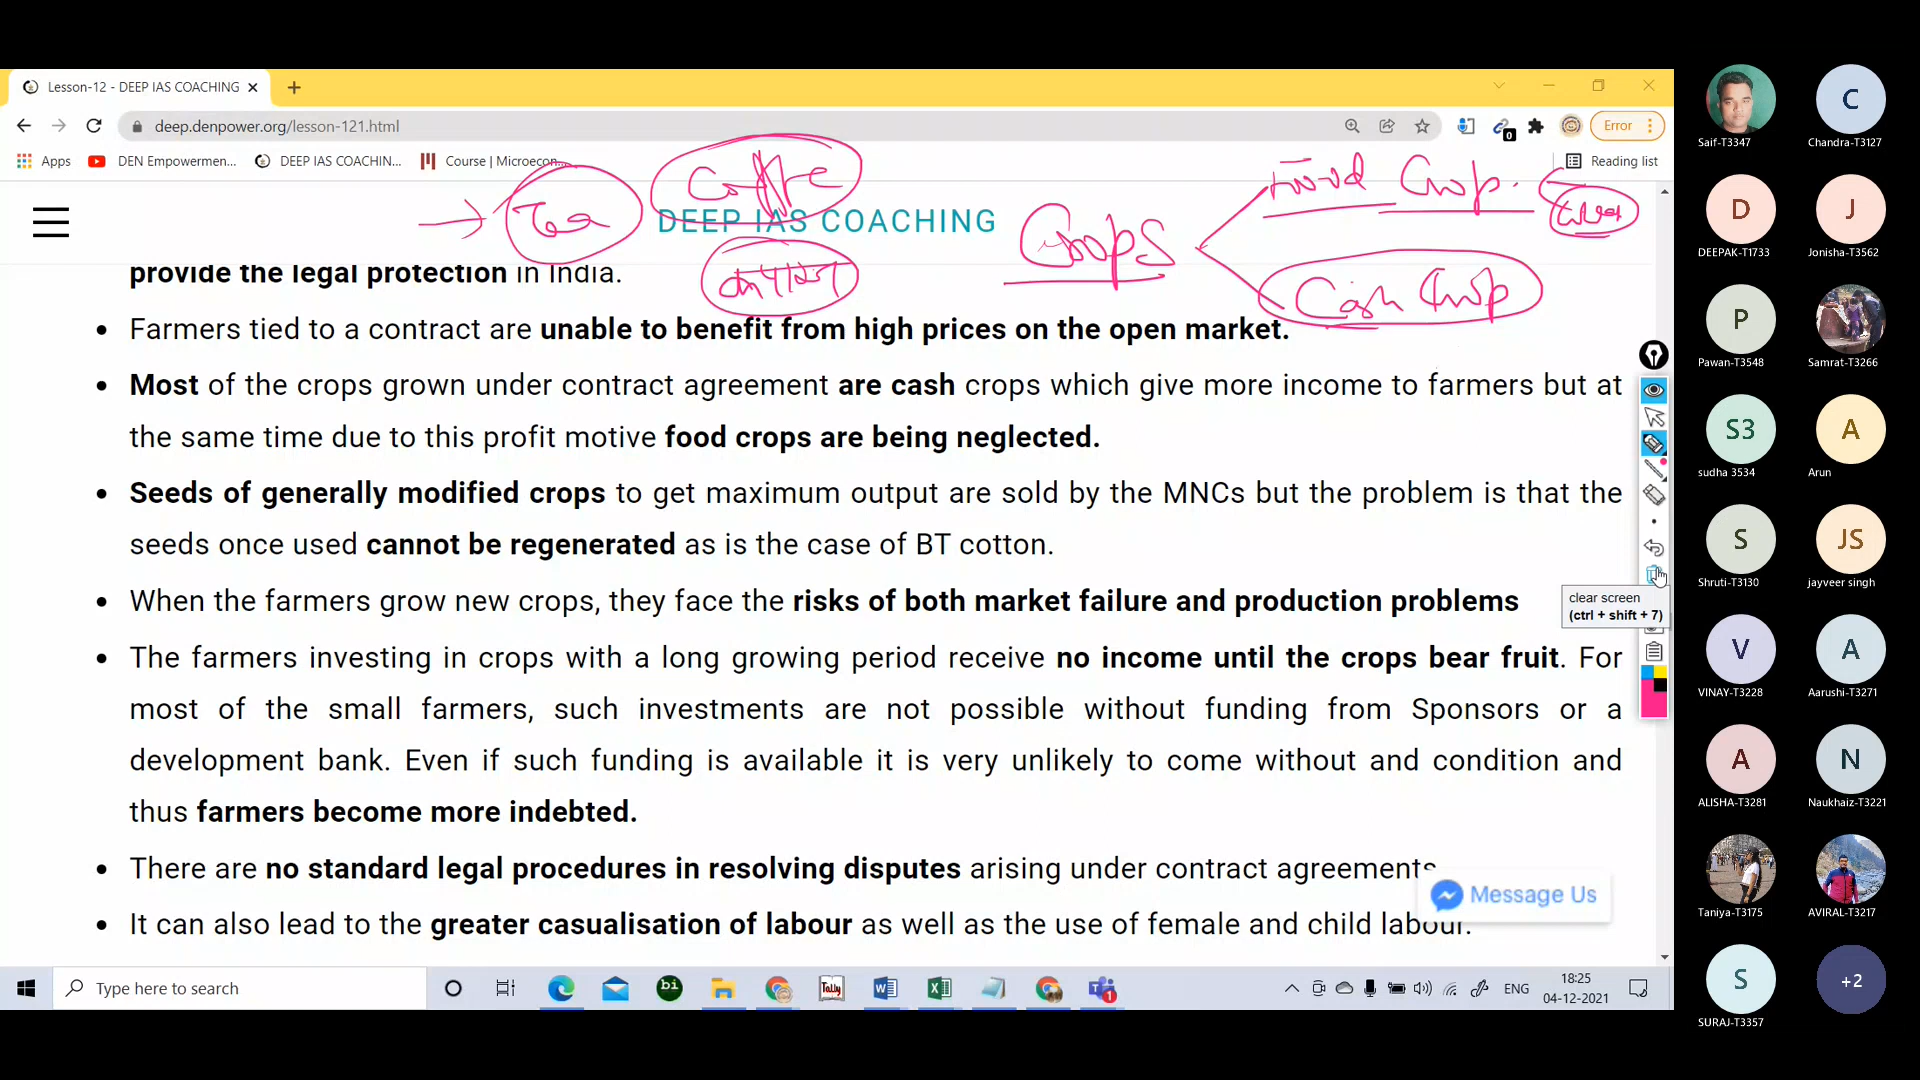 Lesson-12 - DEEP IAS COACHING
deep.denpower.org/lesson-121.html
0
Error
Apps
DEN Empowermen...
DEEP IAS COACHIN...
Course | Microecon...
Reading list
Tea
Coffee
DEEP IAS COACHING
Crops
Food Crop.
Cash Crop
provide the legal protection in India.
• Farmers tied to a contract are unable to benefit from high prices on the open market.
• Most of the crops grown under contract agreement are cash crops which give more income to farmers but at
the same time due to this profit motive food crops are being neglected.
• Seeds of generally modified crops to get maximum output are sold by the MNCs but the problem is that the
seeds once used cannot be regenerated as is the case of BT cotton.
• When the farmers grow new crops, they face the risks of both market failure and production problems
clear screen
(ctrl + shift + 7)
• The farmers investing in crops with a long growing period receive no income until the crops bear fruit. For
most of the small farmers, such investments are not possible without funding from Sponsors or a
development bank. Even if such funding is available it is very unlikely to come without and condition and
thus farmers become more indebted.
• There are no standard legal procedures in resolving disputes arising under contract agreements
Message Us
• It can also lead to the greater casualisation of labour as well as the use of female and child labour.
Type here to search
bi
Tally
1
ENG
18:25
04-12-2021
Saif-T3347
C
Chandra-T3127
D
DEEPAK-T1733
J
Jonisha-T3562
P
Pawan-T3548
Samrat-T3266
S3
sudha 3534
A
Arun
S
Shruti-T3130
JS
jayveer singh
V
VINAY-T3228
A
Aarushi-T3271
A
ALISHA-T3281
N
Naukhaiz-T3221
Taniya-T3175
AVIRAL-T3217
S
SURAJ-T3357
+2